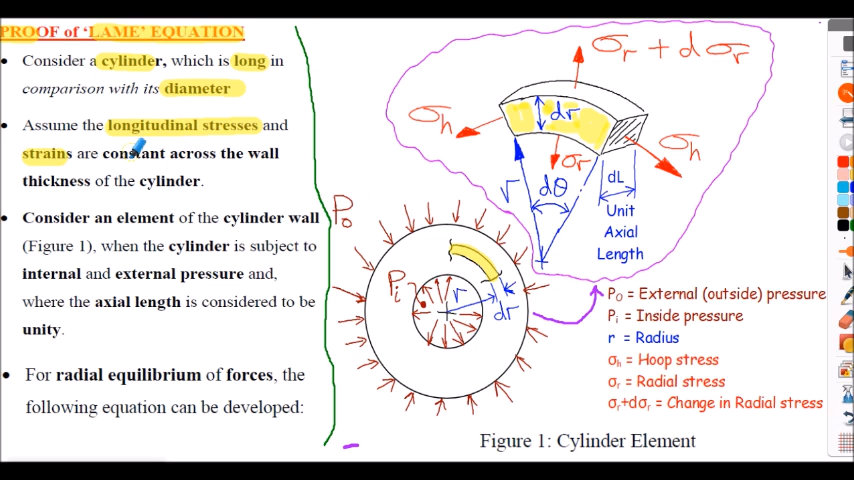 PROOF of ‘LAME’ EQUATION
• Consider a cylinder, which is long in
comparison with its diameter
• Assume the longitudinal stresses and
strains are constant across the wall
thickness of the cylinder.
• Consider an element of the cylinder wall
(Figure 1), when the cylinder is subject to
internal and external pressure and,
where the axial length is considered to be
unity.
• For radial equilibrium of forces, the
following equation can be developed:
σr + dσr
σh
dr
σh
σr
r
dθ
dL
Unit
Axial
Length
Po
Pi
r
dr
PO = External (outside) pressure
Pi = Inside pressure
r = Radius
σh = Hoop stress
σr = Radial stress
σr+dσr = Change in Radial stress
Figure 1: Cylinder Element